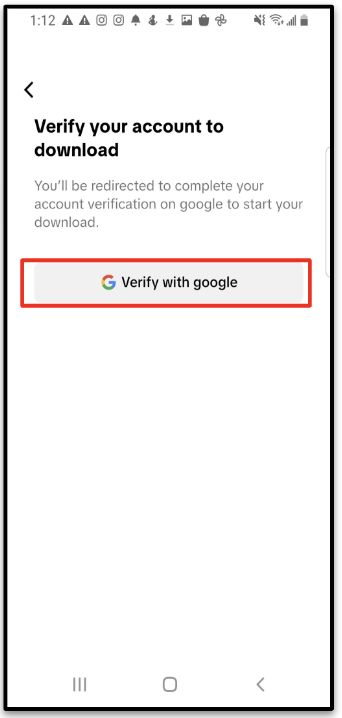 1:12
Verify your account to
download
You'll be redirected to complete your
account verification on google to start your
download.
Verify with google